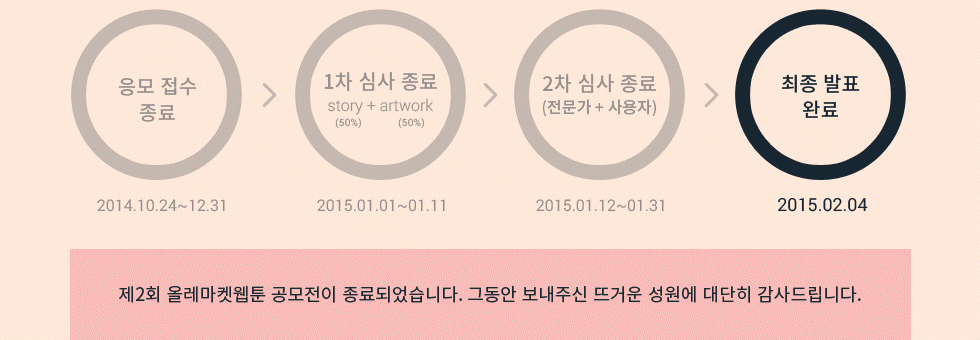 응모 접수
종료
2014.10.24~12.31
1차 심사 종료
story + artwork
(50%) (50%)
2015.01.01~01.11
2차 심사 종료
(전문가 + 사용자)
2015.01.12~01.31
최종 발표
완료
2015.02.04
제2회 올레마켓웹툰 공모전이 종료되었습니다. 그동안 보내주신 뜨거운 성원에 대단히 감사드립니다.